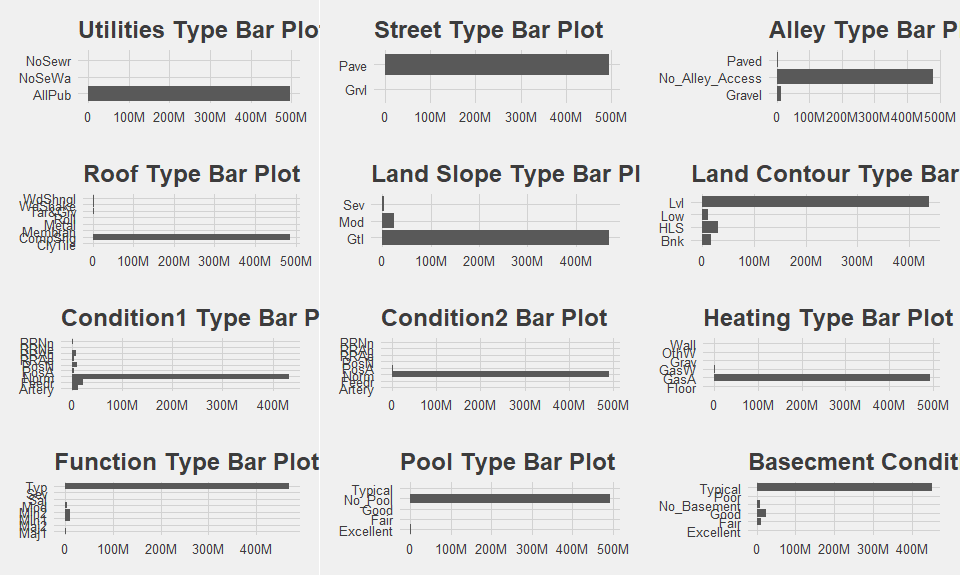 Utilities Type Bar Plot
NoSewr
NoSeWa
AllPub
0 100M 200M 300M 400M 500M
Street Type Bar Plot
Pave
Grvl
0 100M 200M 300M 400M 500M
Alley Type Bar P
Paved
No_Alley_Access
Gravel
0 100M 200M 300M 400M 500M
Roof Type Bar Plot
WdShngl
WdShake
Tar&Grv
Roll
Metal
Membran
CompShg
ClyTile
0 100M 200M 300M 400M 500M
Land Slope Type Bar Pl
Sev
Mod
Gtl
0 100M 200M 300M 400M
Land Contour Type Bar
Lvl
Low
HLS
Bnk
0 100M 200M 300M 400M
Condition1 Type Bar P
RRNn
RRNe
RRAn
RRAe
PosN
PosA
Norm
Feedr
Artery
0 100M 200M 300M 400M
Condition2 Bar Plot
RRNn
RRAn
RRAe
PosN
PosA
Norm
Feedr
Artery
0 100M 200M 300M 400M 500M
Heating Type Bar Plot
Wall
OthW
Grav
GasW
GasA
Floor
0 100M 200M 300M 400M 500M
Function Type Bar Plot
Typ
Sev
Sal
Mod
Min2
Min1
Maj2
Maj1
0 100M 200M 300M 400M
Pool Type Bar Plot
Typical
No_Pool
Good
Fair
Excellent
0 100M 200M 300M 400M 500M
Basecment Condit
Typical
Poor
No_Basement
Good
Fair
Excellent
0 100M 200M 300M 400M